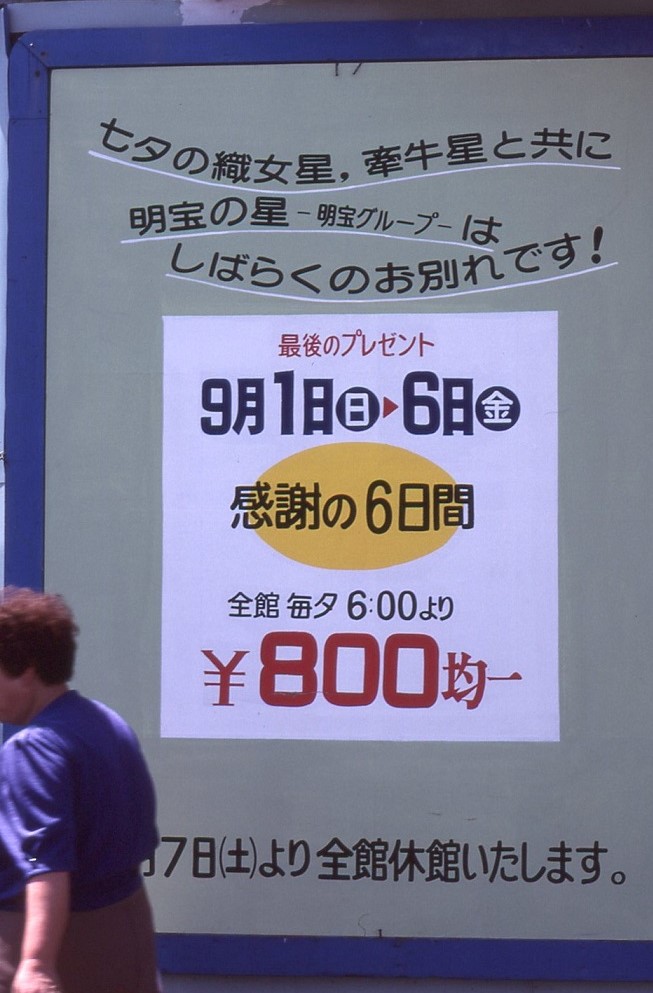 七夕の織女星，牽牛星と共に
明宝の星－明宝グループ－は
しばらくのお別れです！
最後のプレゼント
9月1日㊐▶6日㊎
感謝の6日間
全館 毎夕 6:00より
￥800均一
7日(土)より全館休館いたします。